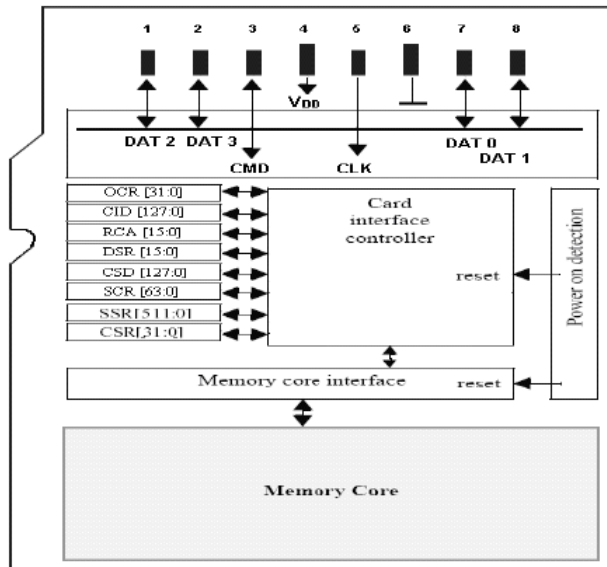 1 2 3 4 5 6 7 8
VDD
DAT 2 DAT 3 DAT 0
DAT 1
CMD CLK
OCR [31:0]
CID [127:0]
RCA [15:0]
DSR [15:0]
CSD [127:0]
SCR [63:0]
SSR[511:0]
CSR[31:0]
Card
interface
controller
reset
Power on detection
Memory core interface reset
Memory Core